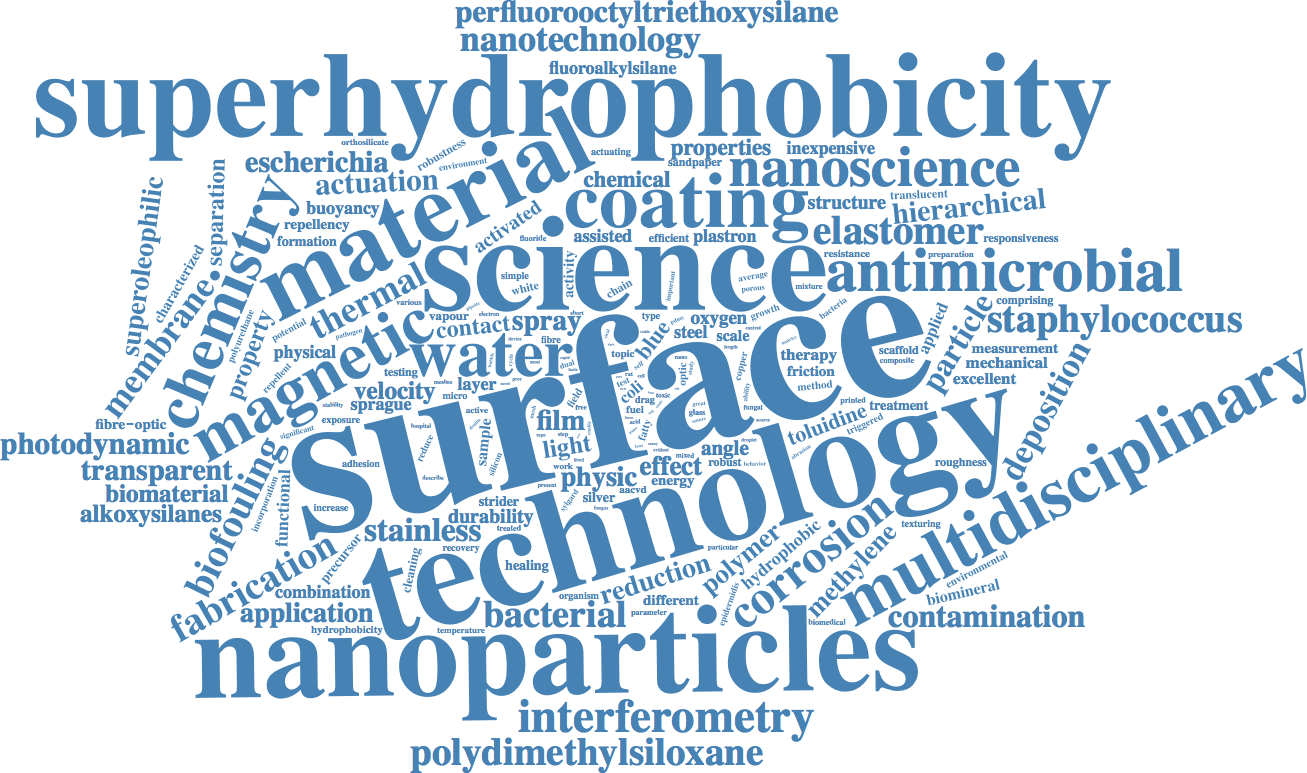 perfluorooctyltriethoxysilane
nanotechnology
fluoroalkylsilane
superhydrophobicity
orthosilicate
robustness
environment
actuating
properties
inexpensive
sandpaper
escherichia
material
nanoscience
actuation
chemical
coating
structure
translucent
hierarchical
superoleophilic
separation
chemistry
buoyancy
repellency
formation
activated
fluoride
assisted
efficient
plastron
elastomer
responsiveness
resistance
preparation
science
antimicrobial
characterized
membrane
thermal
simple
white
activity
chain
important
average
porous
mixture
bacteria
comprising
various
vapour
electron
short
type
oxygen
growth
applied
particle
staphylococcus
polyurethane
property
potential
pathogen
magnetic
contact
spray
device
fibre
blue
steel
scale
control
length
surface
measurement
mechanical
excellent
deposition
physical
repellent
testing
water
topic
dual
nano
optic
study
copper
therapy
friction
method
scaffold
composite
velocity
layer
micro
sprague
stability
exposure
active
coli
test
self
rat
toxic
drag
fuel
acid
great
glass
ability
fungal
printed
treatment
multidisciplinary
fibre-optic
photodynamic
significant
hospital
reduce
sample
silicon
film
field
free
step
light
fatty
angle
droplet
toluidine
triggered
abrasion
transparent
biofouling
adhesion
describe
work
lived
physic
effect
mixed
robust
behavior
energy
roughness
biomaterial
alkoxysilanes
incorporation
functional
increase
present
strider
durability
treated
sylgard
silver
fungus
aacvd
technology
stainless
recovery
particular
texturing
corrosion
fabrication
precursor
cleaning
healing
polymer
hydrophobic
methylene
environmental
biomineral
combination
application
organism
reduction
different
parameter
epidermidis
biomedical
contamination
bacterial
hydrophobicity
temperature
nanoparticles
interferometry
polydimethylsiloxane